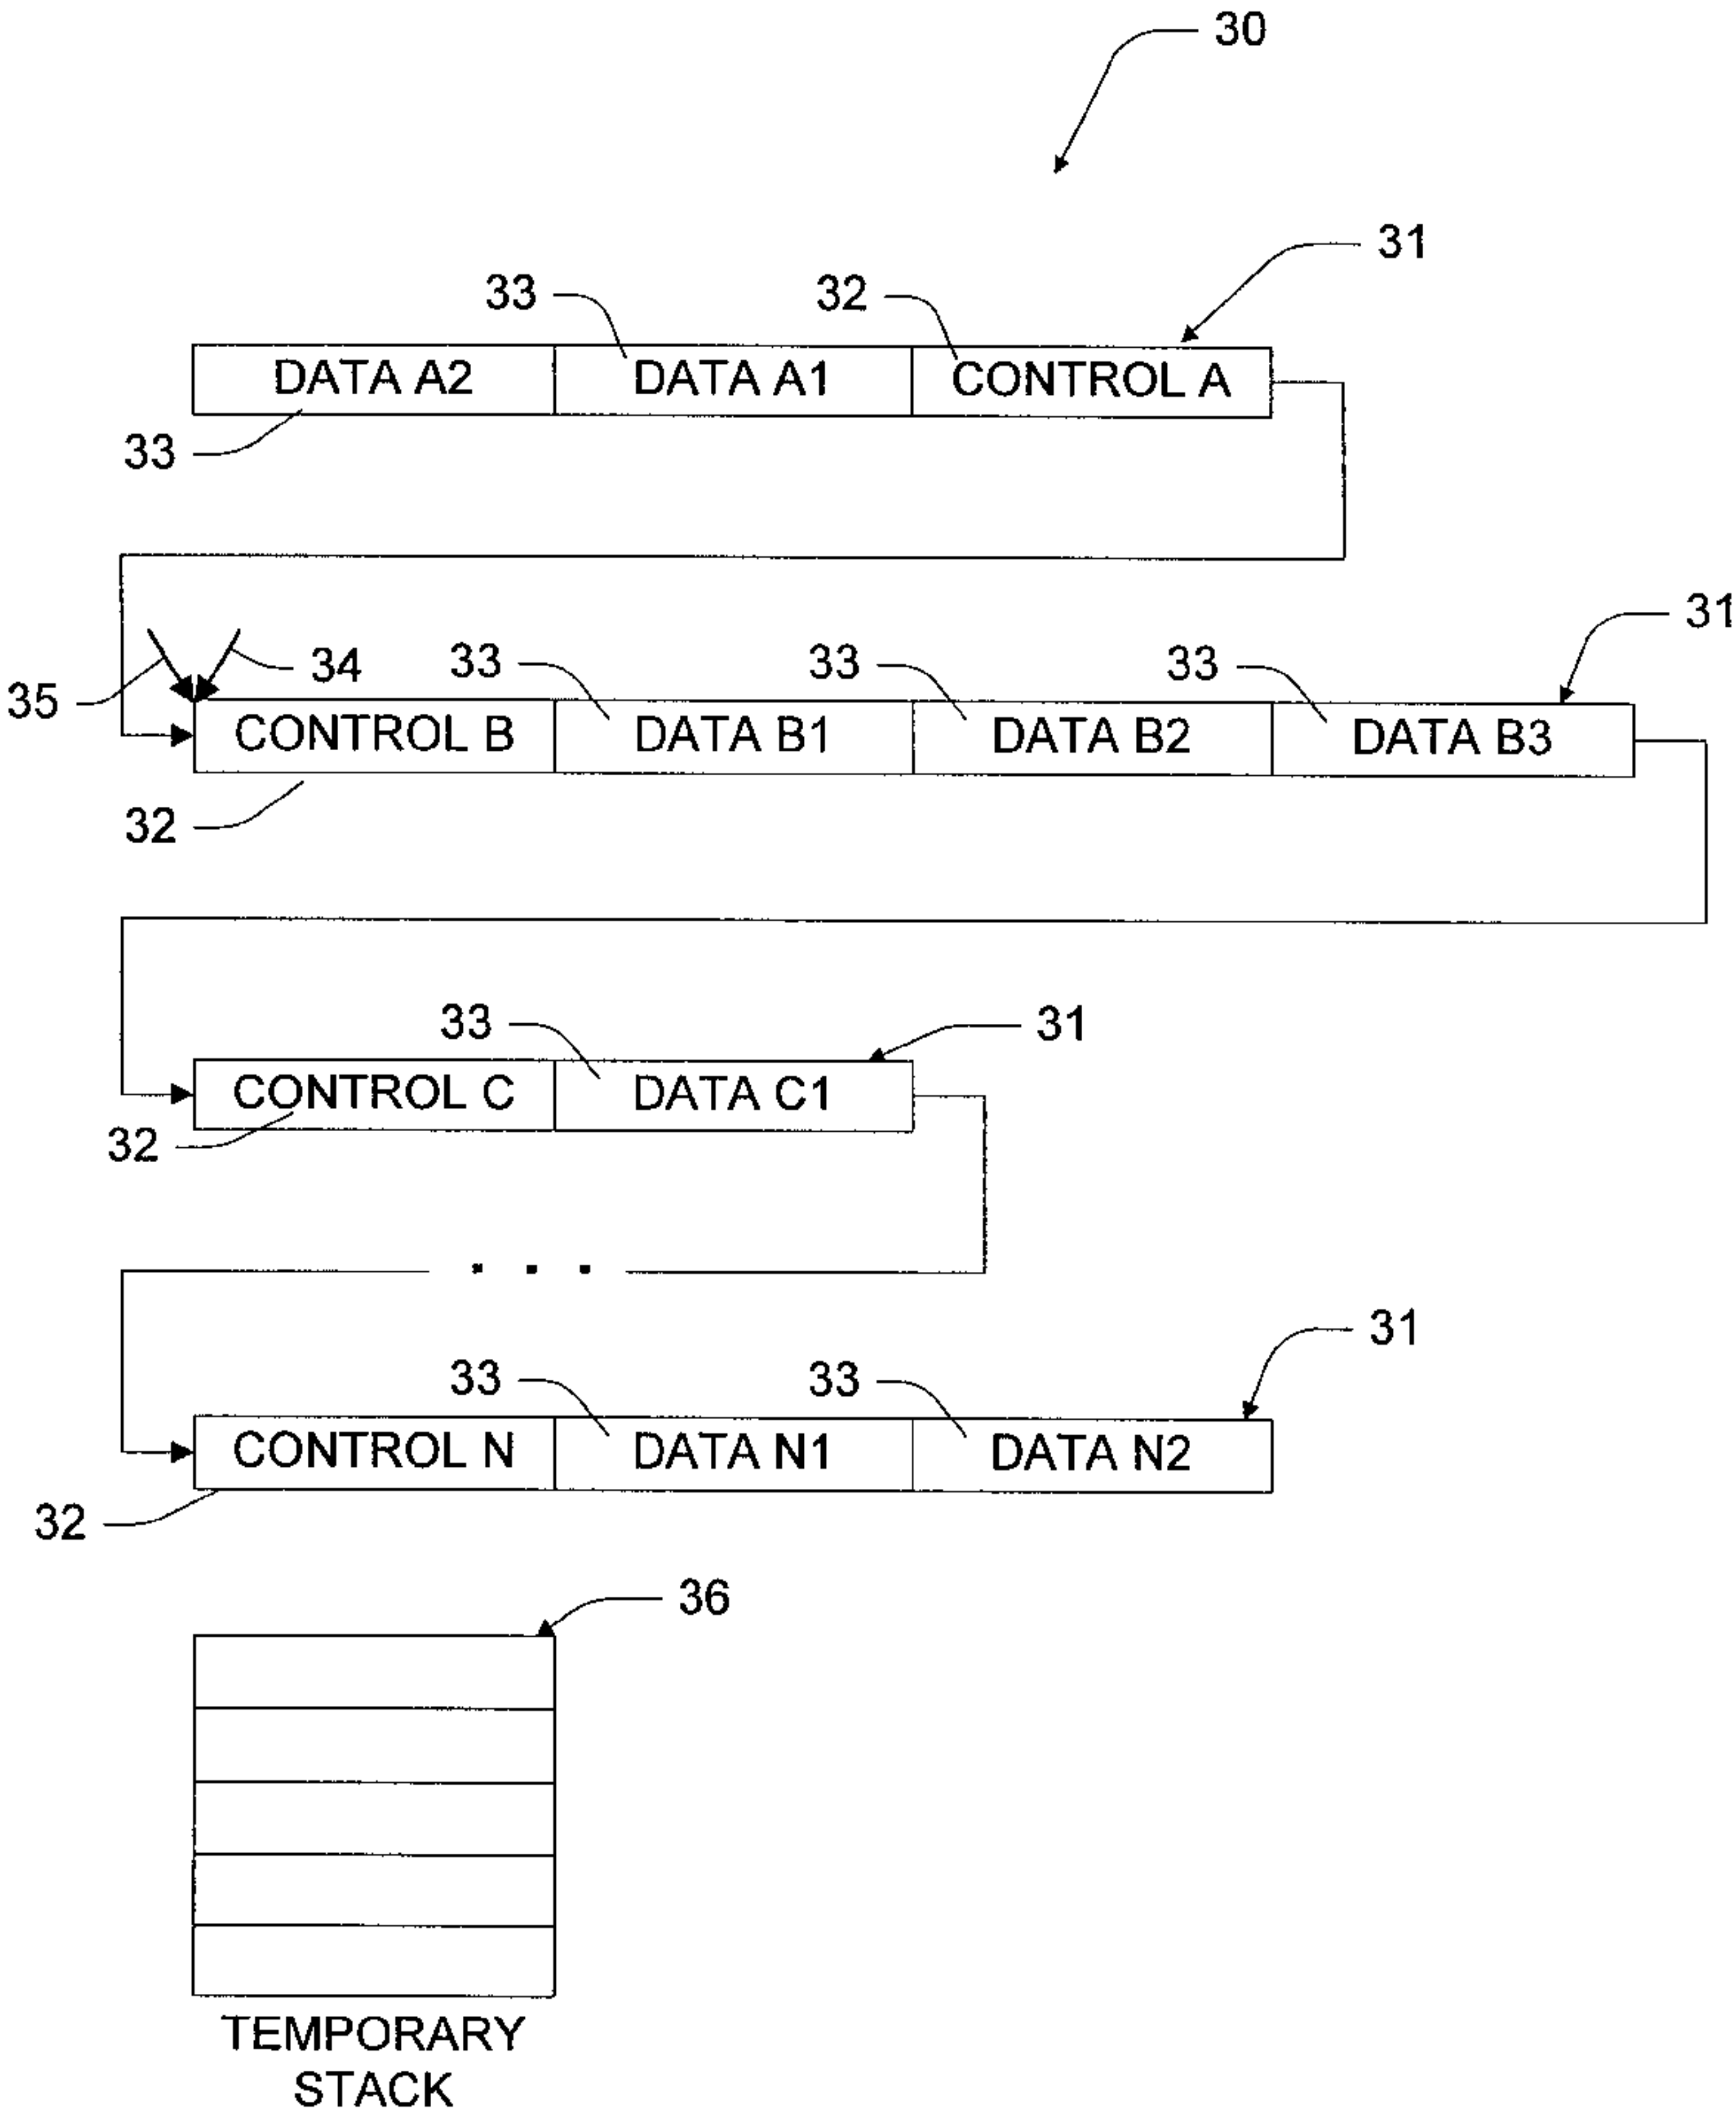 30
31
33
32
DATA A2 DATA A1 CONTROL A
33
31
34
33
33
33
35
CONTROL B DATA B1 DATA B2 DATA B3
32
33
31
CONTROL C DATA C1
32
. . .
31
33
33
CONTROL N DATA N1 DATA N2
32
36
TEMPORARY
STACK